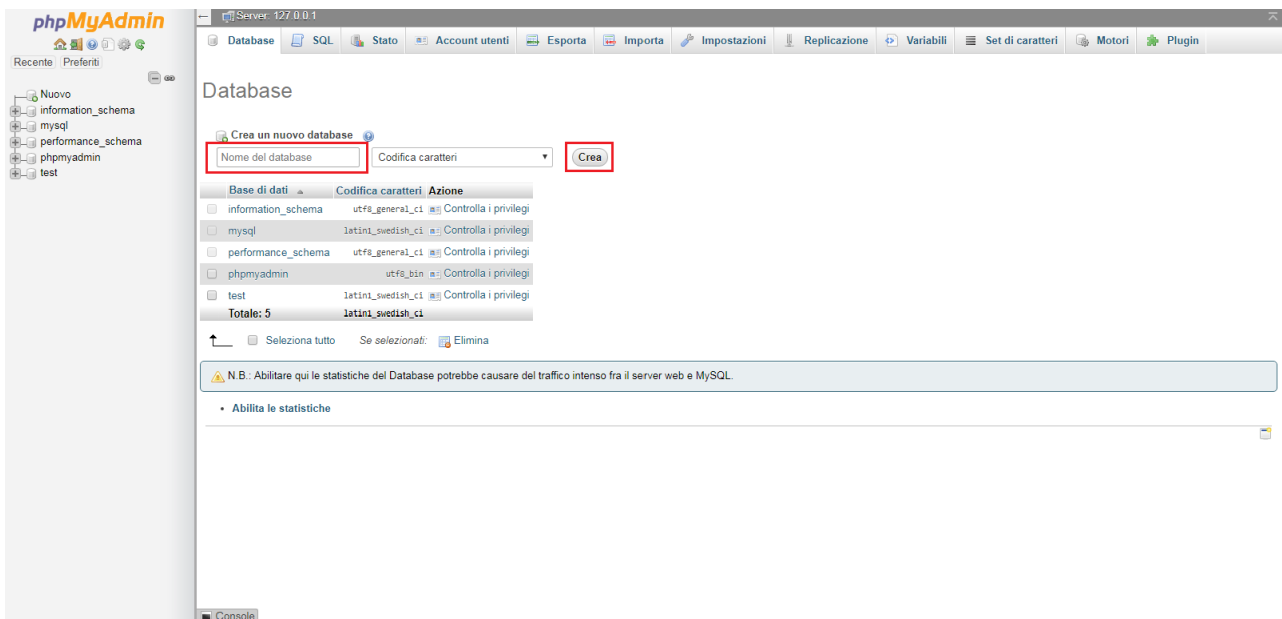 phpMyAdmin
Recente Preferiti
Nuovo
information_schema
mysql
performance_schema
phpmyadmin
test
Server: 127.0.0.1
Database SQL Stato Account utenti Esporta Importa Impostazioni Replicazione Variabili Set di caratteri Motori Plugin
Database
Crea un nuovo database
Nome del database Codifica caratteri Crea
Base di dati Codifica caratteri Azione
information_schema utf8_general_ci Controlla i privilegi
mysql latin1_swedish_ci Controlla i privilegi
performance_schema utf8_general_ci Controlla i privilegi
phpmyadmin utf8_bin Controlla i privilegi
test latin1_swedish_ci Controlla i privilegi
Totale: 5 latin1_swedish_ci
Seleziona tutto Se selezionati: Elimina
N.B.: Abilitare qui le statistiche del Database potrebbe causare del traffico intenso fra il server web e MySQL.
• Abilita le statistiche
Console